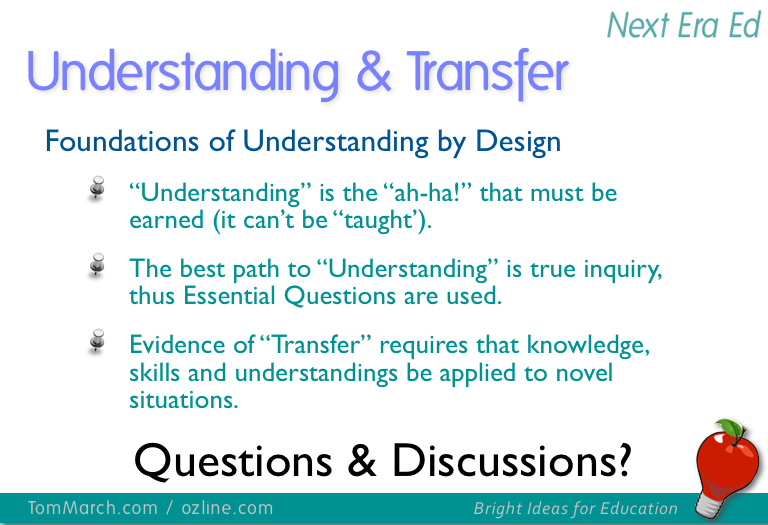 Next Era Ed
Understanding & Transfer
Foundations of Understanding by Design
“Understanding” is the “ah-ha!” that must be
earned (it can’t be “taught’).
The best path to “Understanding” is true inquiry,
thus Essential Questions are used.
Evidence of “Transfer” requires that knowledge,
skills and understandings be applied to novel
situations.
Questions & Discussions?
TomMarch.com / ozline.com
Bright Ideas for Education